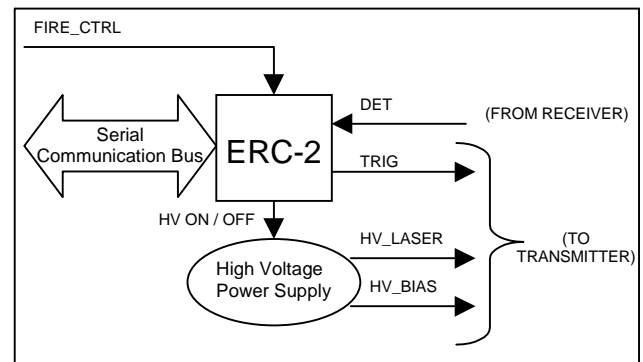 FIRE_CTRL
DET
(FROM RECEIVER)
Serial
Communication Bus
ERC-2
TRIG
HV ON / OFF
HV_LASER
(TO
TRANSMITTER)
High Voltage
Power Supply
HV_BIAS